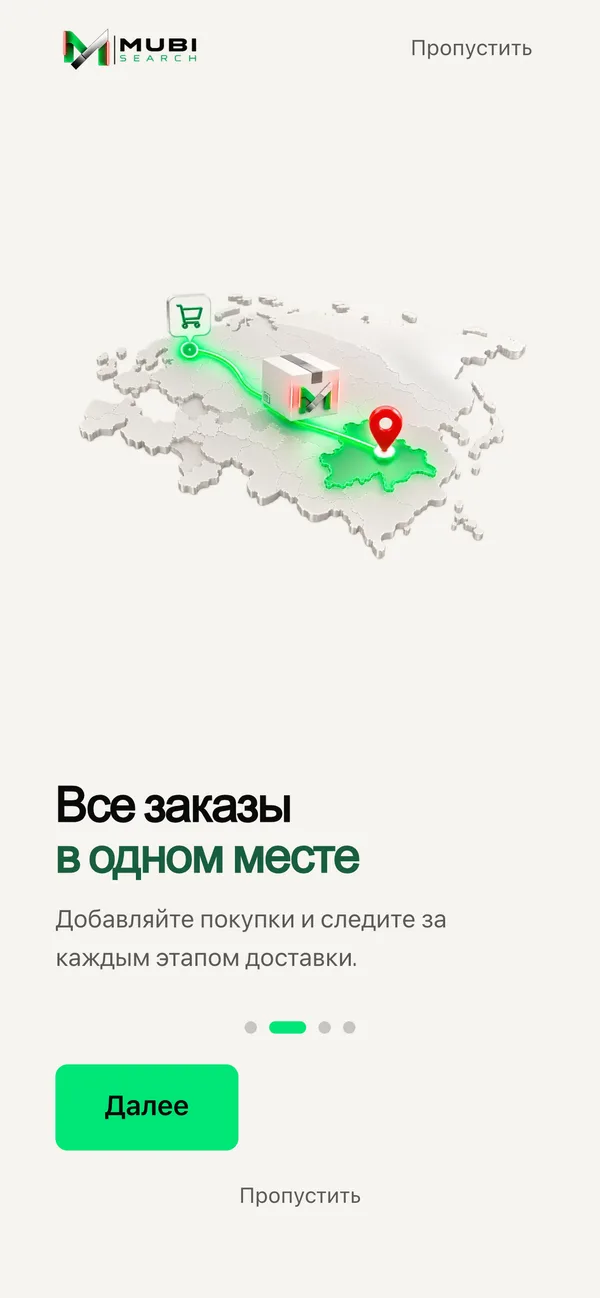 MUBI
SEARCH
Пропустить
Все заказы
в одном месте
Добавляйте покупки и следите за
каждым этапом доставки.
Далее
Пропустить